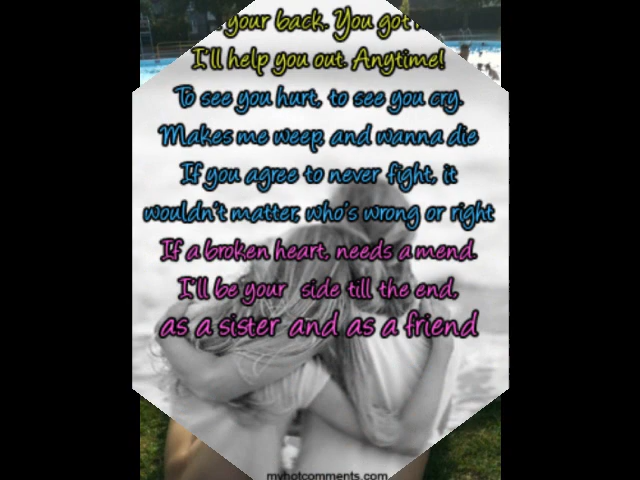 your back. You got
I'll help you out. Anytime!
To see you hurt, to see you cry.
Makes me weep, and wanna die
If you agree to never fight, it
wouldn't matter, who's wrong or right
If a broken heart, needs a mend.
I'll be your side till the end,
as a sister and as a friend
myhotcomments.com